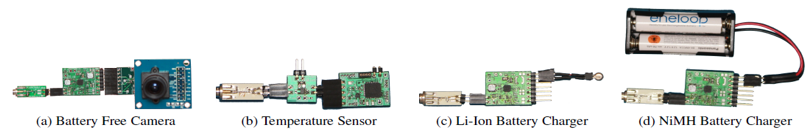 eneloop
(a) Battery Free Camera
(b) Temperature Sensor
(c) Li-Ion Battery Charger
(d) NiMH Battery Charger